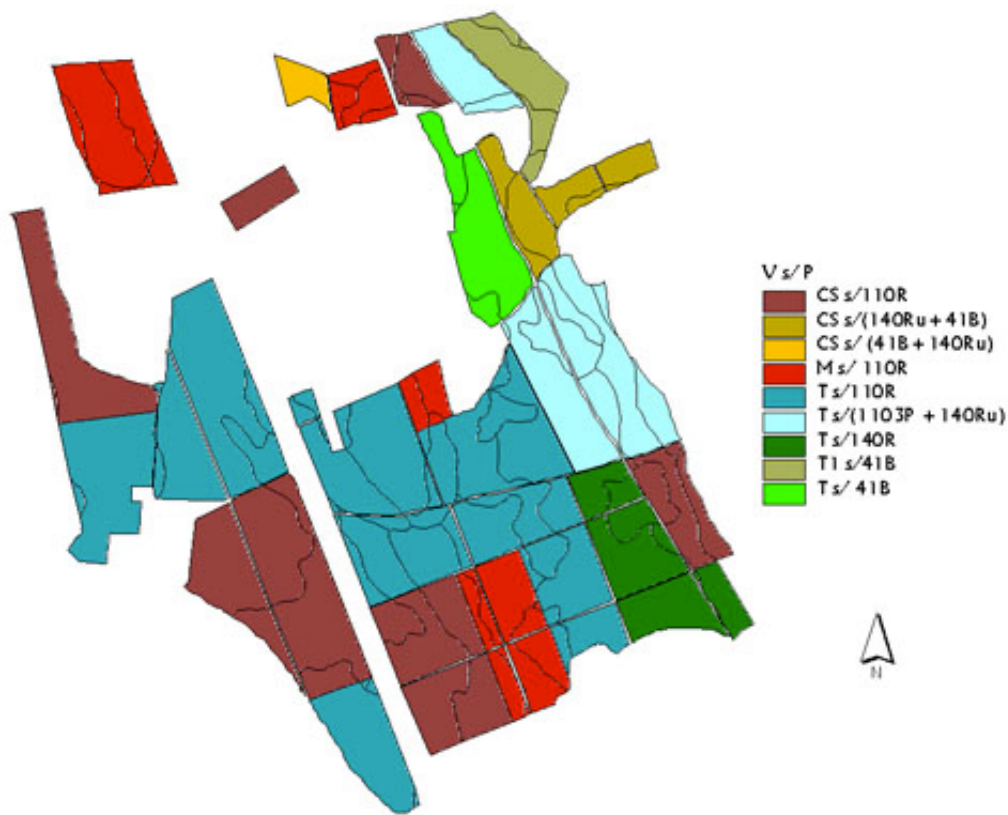 V s/P
CS s/110R
CS s/(140Ru + 41B)
CS s/ (41B + 140Ru)
M s/ 110R
T s/110R
T s/(1103P + 140Ru)
T s/140R
T1 s/41B
T s/ 41B
N